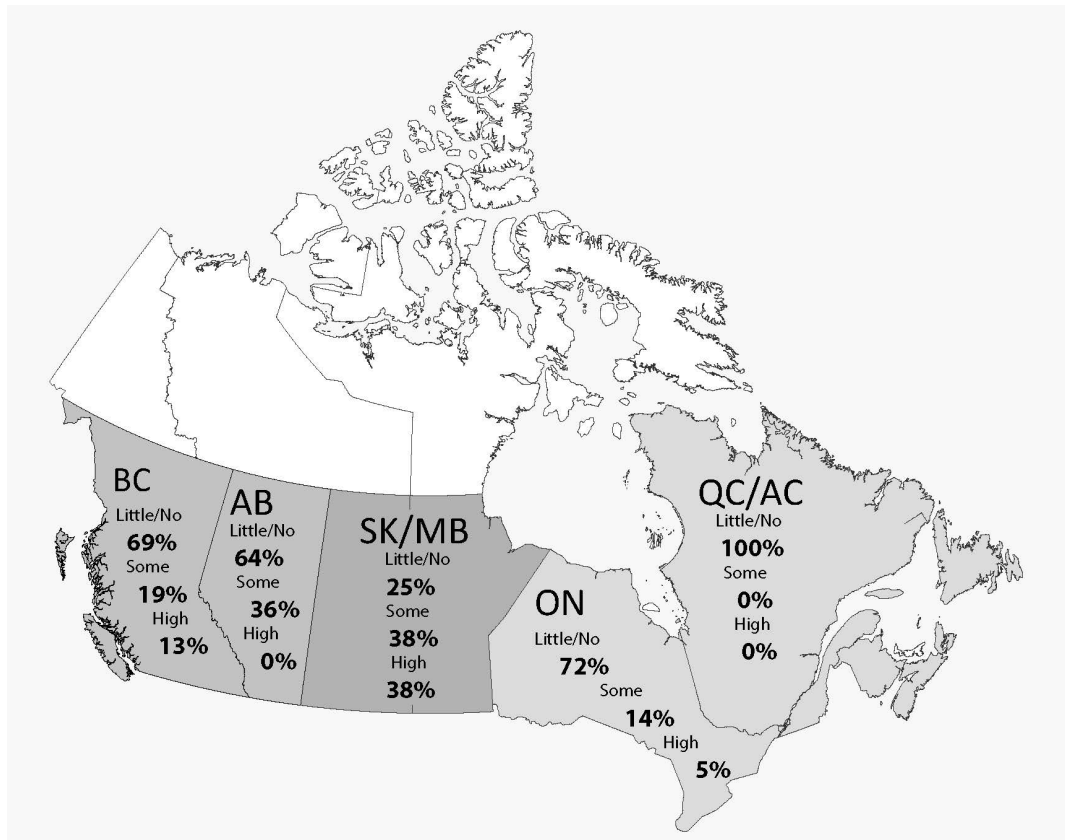 BC
Little/No
69%
Some
19%
High
13%
AB
Little/No
64%
Some
36%
High
0%
SK/MB
Little/No
25%
Some
38%
High
38%
ON
Little/No
72%
Some
14%
High
5%
QC/AC
Little/No
100%
Some
0%
High
0%